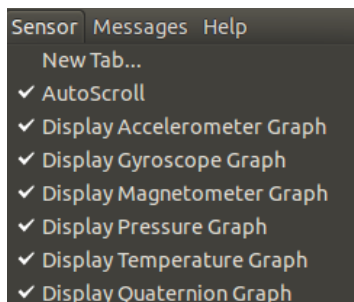 Sensor Messages Help
New Tab...
AutoScroll
Display Accelerometer Graph
Display Gyroscope Graph
Display Magnetometer Graph
Display Pressure Graph
Display Temperature Graph
Display Quaternion Graph